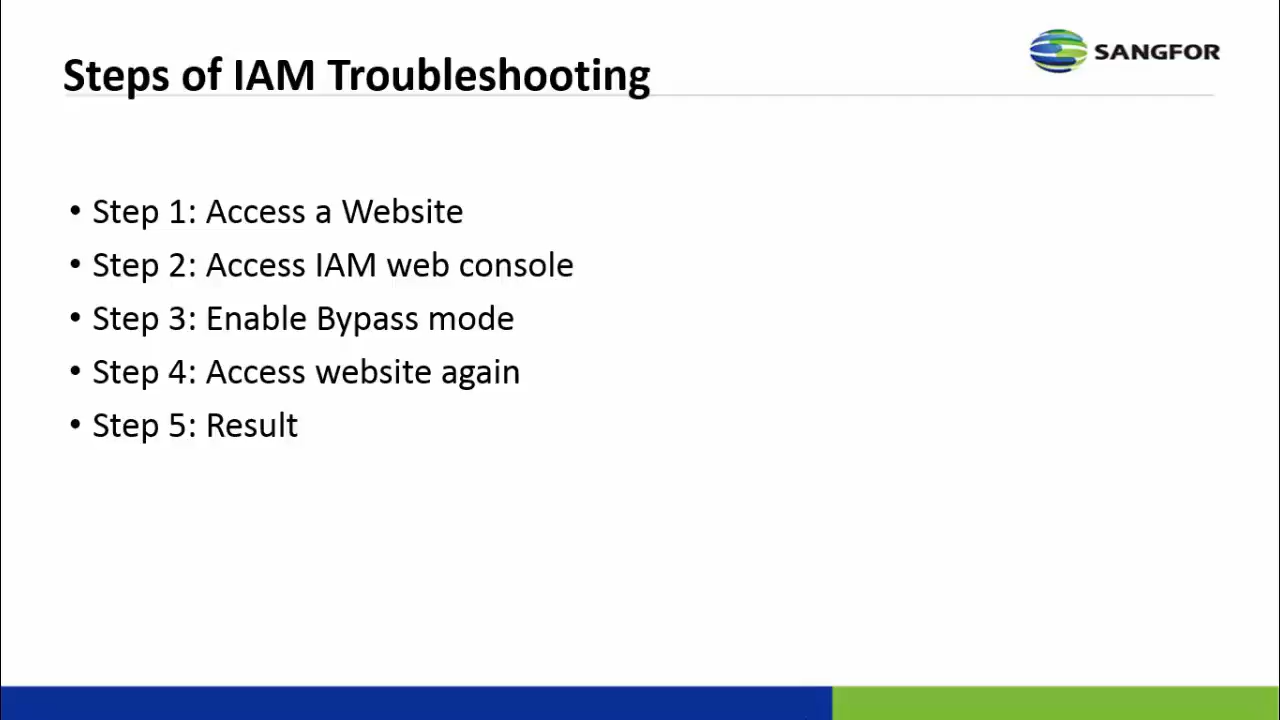 Steps of IAM Troubleshooting
SANGFOR
• Step 1: Access a Website
• Step 2: Access IAM web console
• Step 3: Enable Bypass mode
• Step 4: Access website again
• Step 5: Result